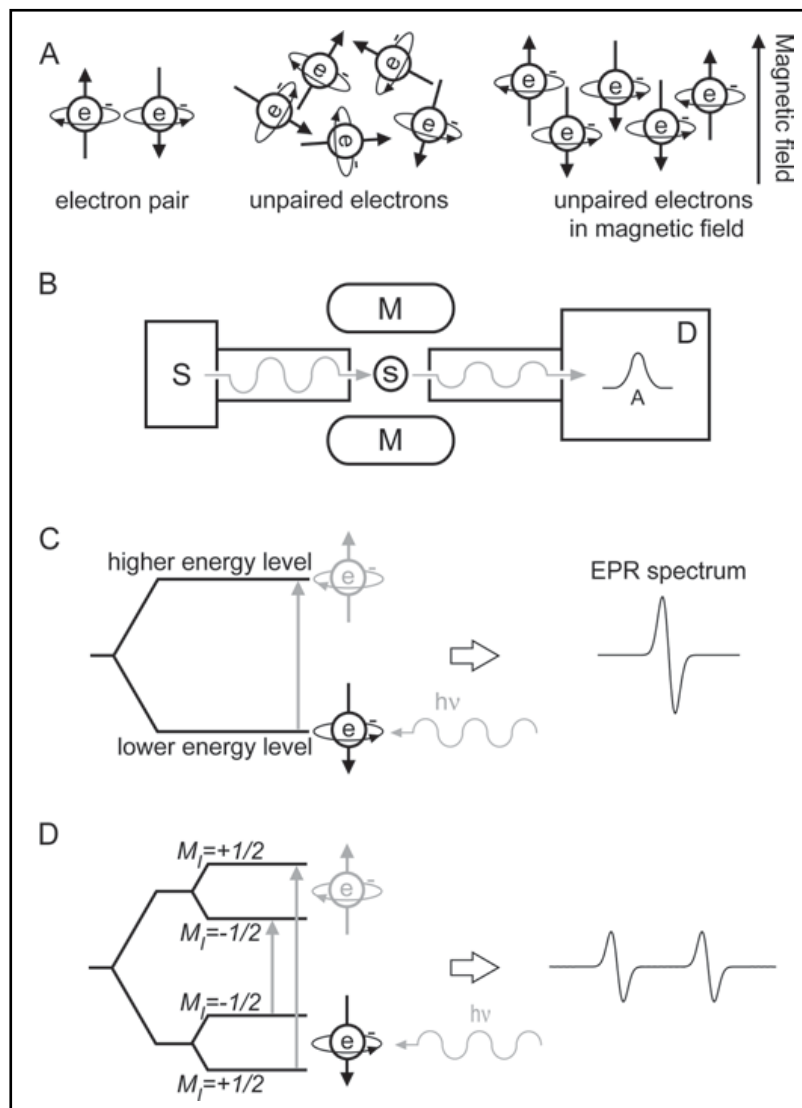 A
e -
e -
e -
e -
e -
e -
e -
e -
e -
e -
e -
e -
Magnetic field
electron pair
unpaired electrons
unpaired electrons
in magnetic field
B
M
S
s
D
A
M
C
higher energy level
e -
EPR spectrum
hν
e -
lower energy level
D
M_I=+1/2
e -
M_I=-1/2
M_I=-1/2
hν
e -
M_I=+1/2